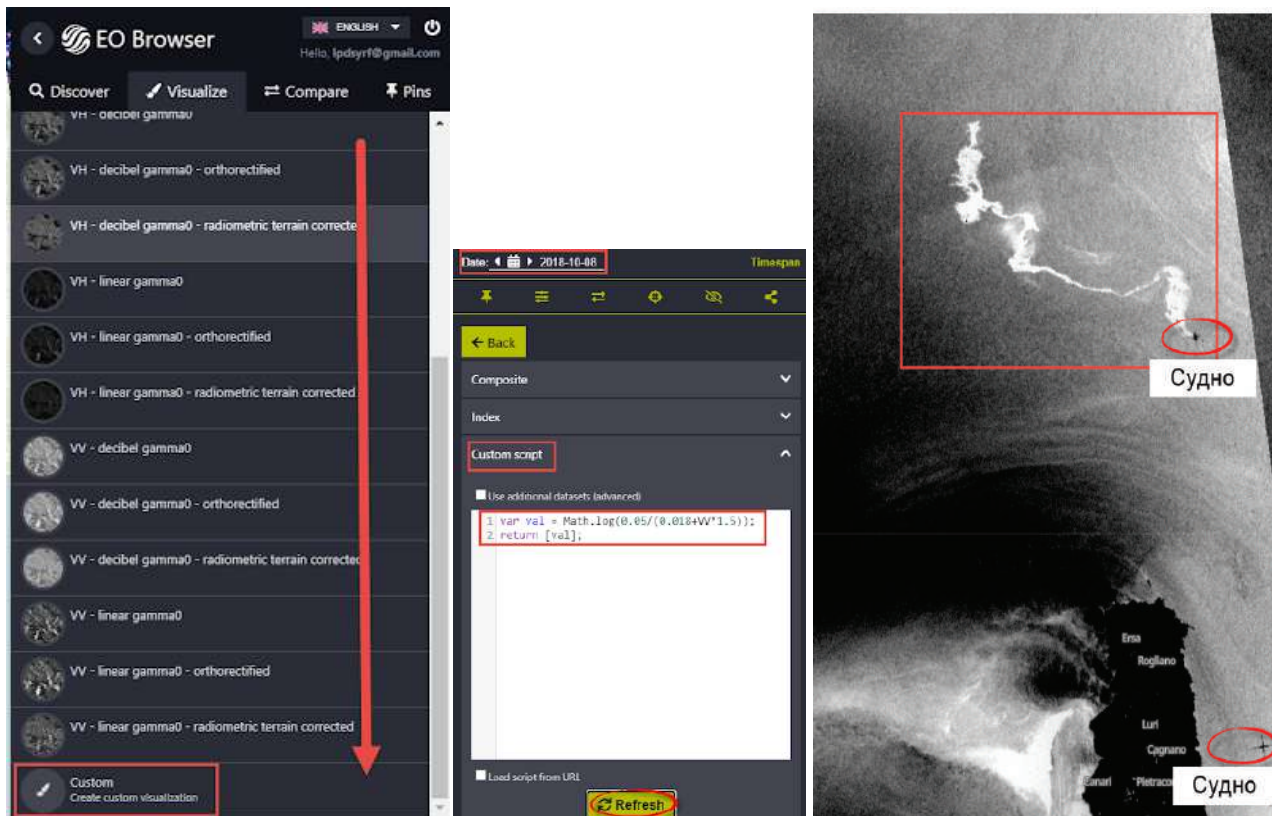 EO Browser
ENGLISH
Hello, lpdsyrf@gmail.com
Discover Visualize Compare Pins
VH - decibel gamma0
VH - decibel gamma0 - orthorectified
VH - decibel gamma0 - radiometric terrain correcte
VH - linear gamma0
VH - linear gamma0 - orthorectified
VH - linear gamma0 - radiometric terrain corrected
VV - decibel gamma0
VV - decibel gamma0 - orthorectified
VV - decibel gamma0 - radiometric terrain corrected
VV - linear gamma0
VV - linear gamma0 - orthorectified
VV - linear gamma0 - radiometric terrain corrected
Custom
Create custom visualization
Date: 2018-10-08 Timespan
Back
Composite
Index
Custom script
Use additional datasets (advanced)
1 var val = Math.log(0.05/(0.018+VV*1.5));
2 return [val];
Load script from URL
Refresh
Судно
Ersa
Rogliano
Luri
Cagnano
Canari
Pietraco
Судно